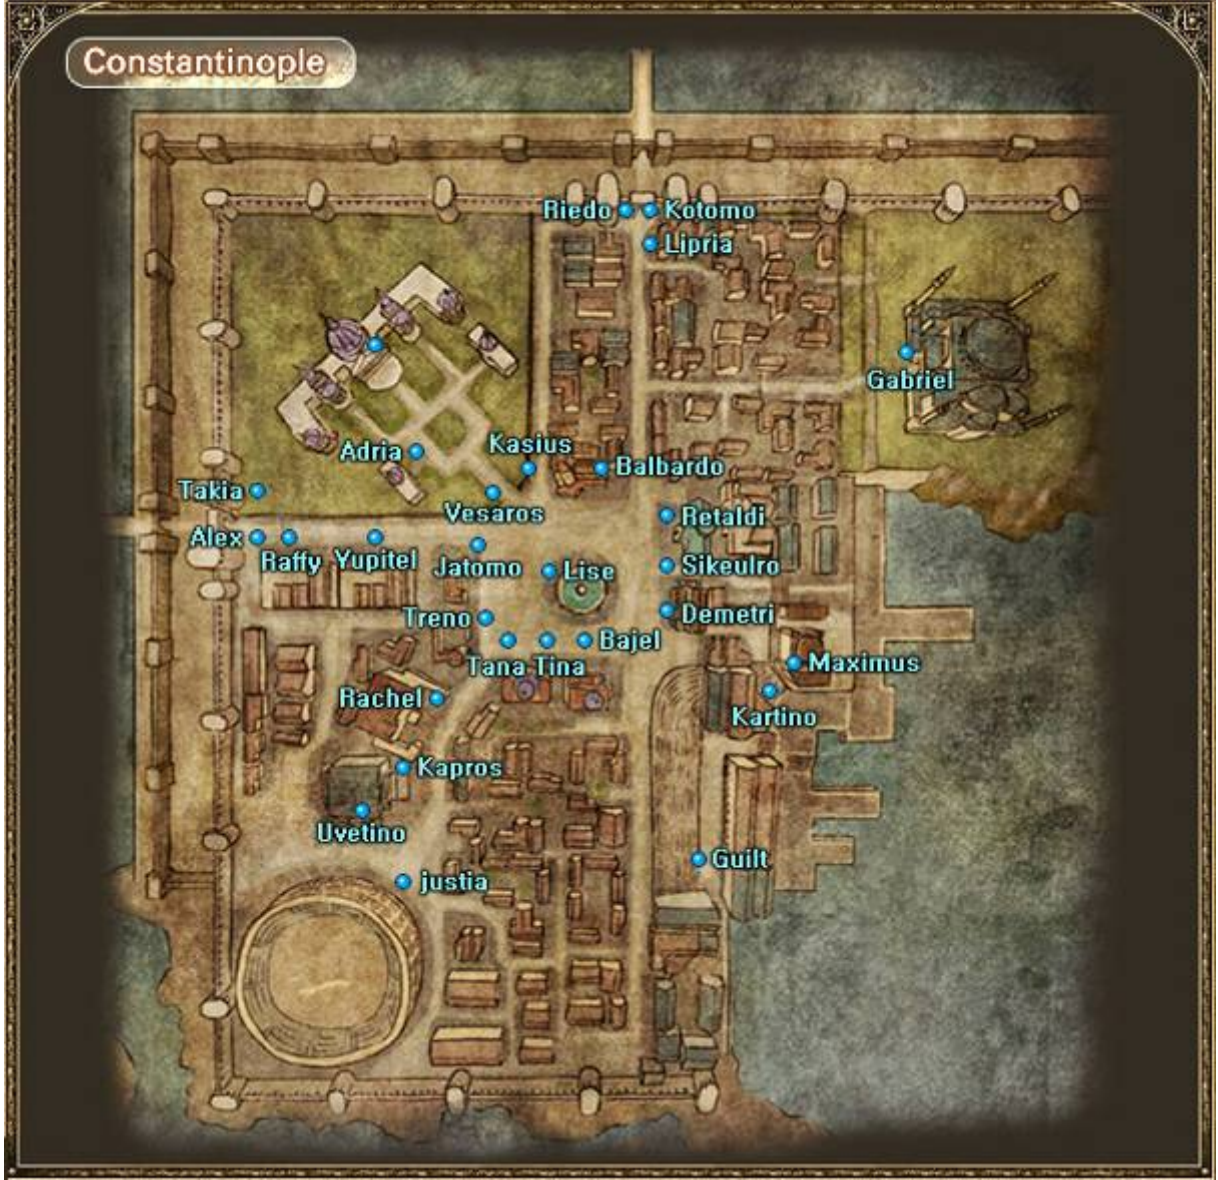 Constantinople
Riedo
Kotomo
Lipria
Gabriel
Adria
Kasius
Balbardo
Takia
Vesaros
Retaldi
Alex
Raffy
Yupitel
Jatomo
Lise
Sikeulro
Treno
Demetri
Tana
Tina
Bajel
Maximus
Rachel
Kartino
Kapros
Uvetino
Guilt
justia